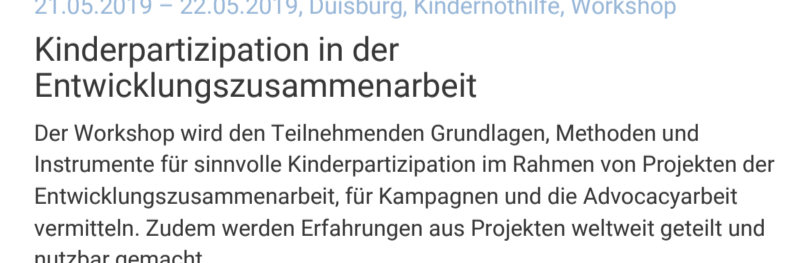 21.05.2019 – 22.05.2019, Duisburg, Kindernothilfe, Workshop
Kinderpartizipation in der
Entwicklungszusammenarbeit
Der Workshop wird den Teilnehmenden Grundlagen, Methoden und
Instrumente für sinnvolle Kinderpartizipation im Rahmen von Projekten der
Entwicklungszusammenarbeit, für Kampagnen und die Advocacyarbeit
vermitteln. Zudem werden Erfahrungen aus Projekten weltweit geteilt und
nutzbar gemacht